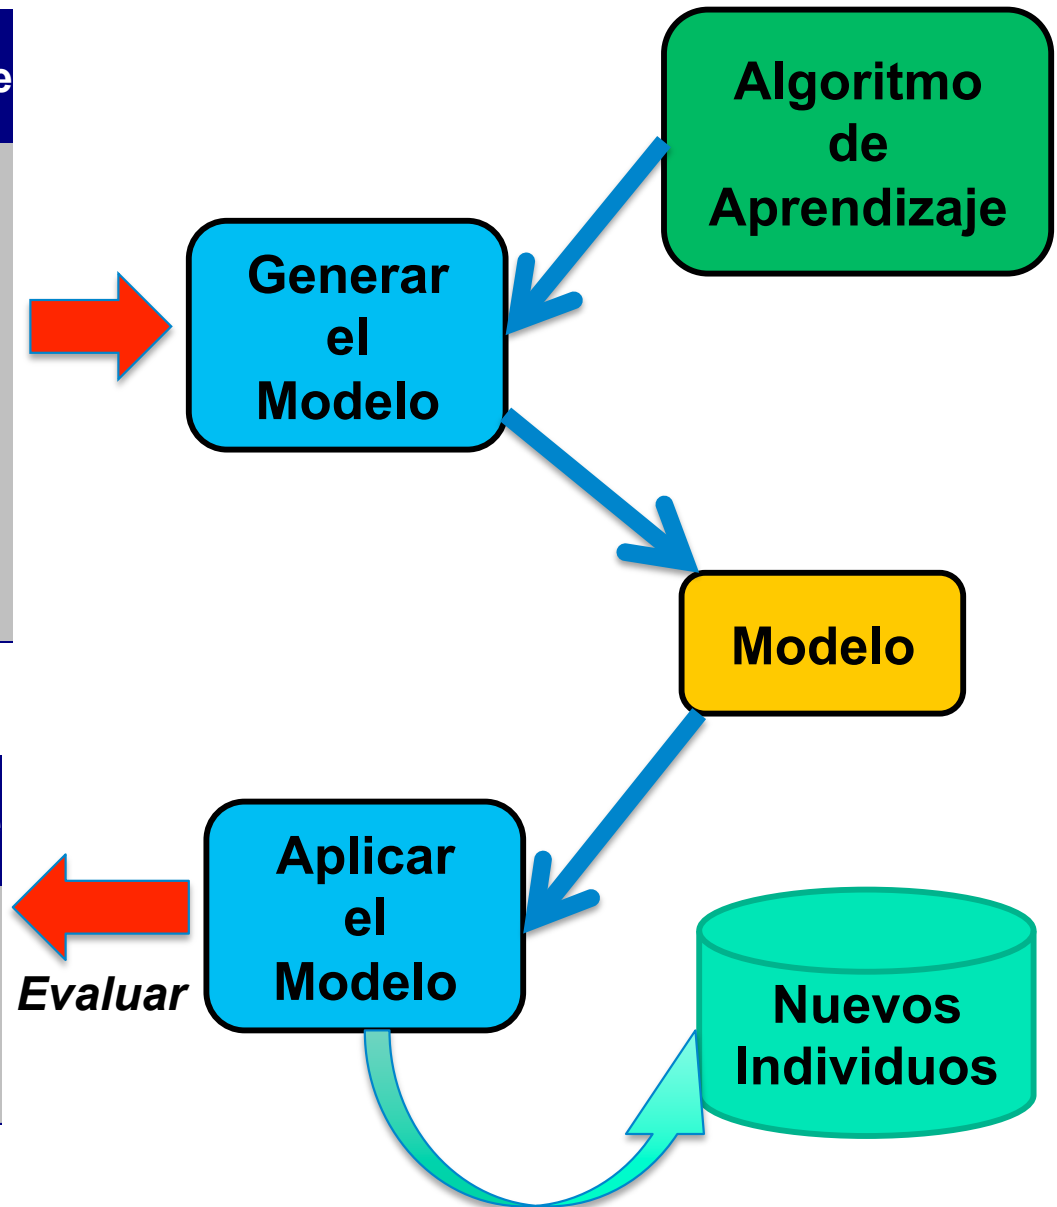 Algoritmo
de
Aprendizaje
Generar
el
Modelo
Modelo
Aplicar
el
Modelo
Evaluar
Nuevos
Individuos